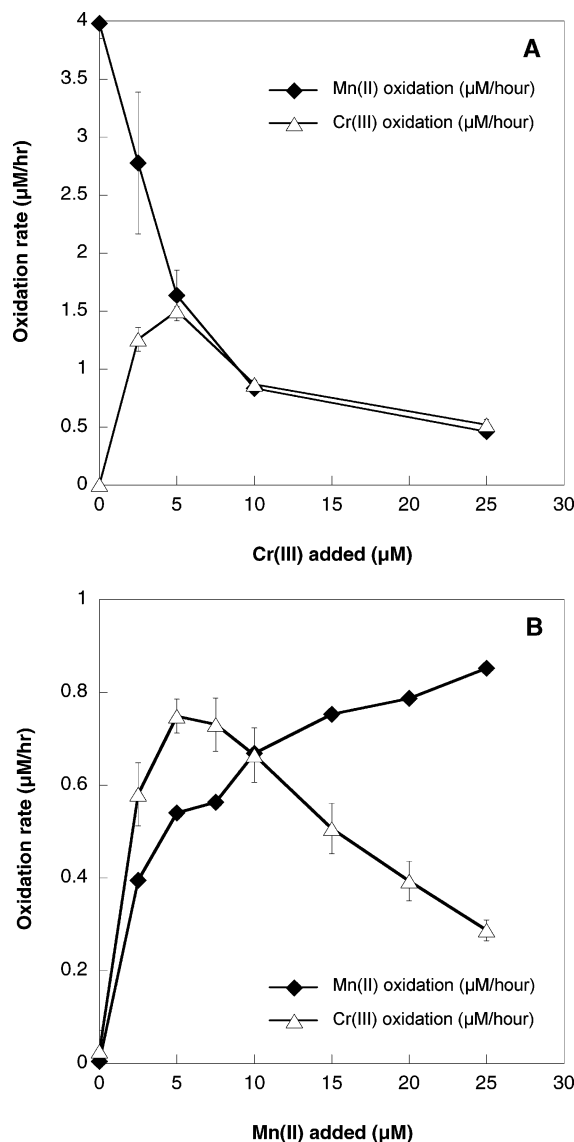 A
4
3.5
3
2.5
2
1.5
1
0.5
0
Oxidation rate (µM/hr)
Mn(II) oxidation (µM/hour)
Cr(III) oxidation (µM/hour)
0 5 10 15 20 25 30
Cr(III) added (µM)
B
1
0.8
0.6
0.4
0.2
0
Oxidation rate (µM/hr)
Mn(II) oxidation (µM/hour)
Cr(III) oxidation (µM/hour)
0 5 10 15 20 25 30
Mn(II) added (µM)